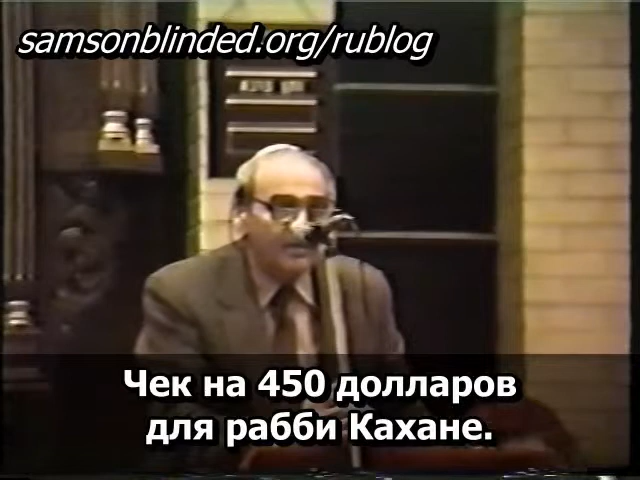 samsonblinded.org/rublog
Чек на 450 долларов
для рабби Кахане.